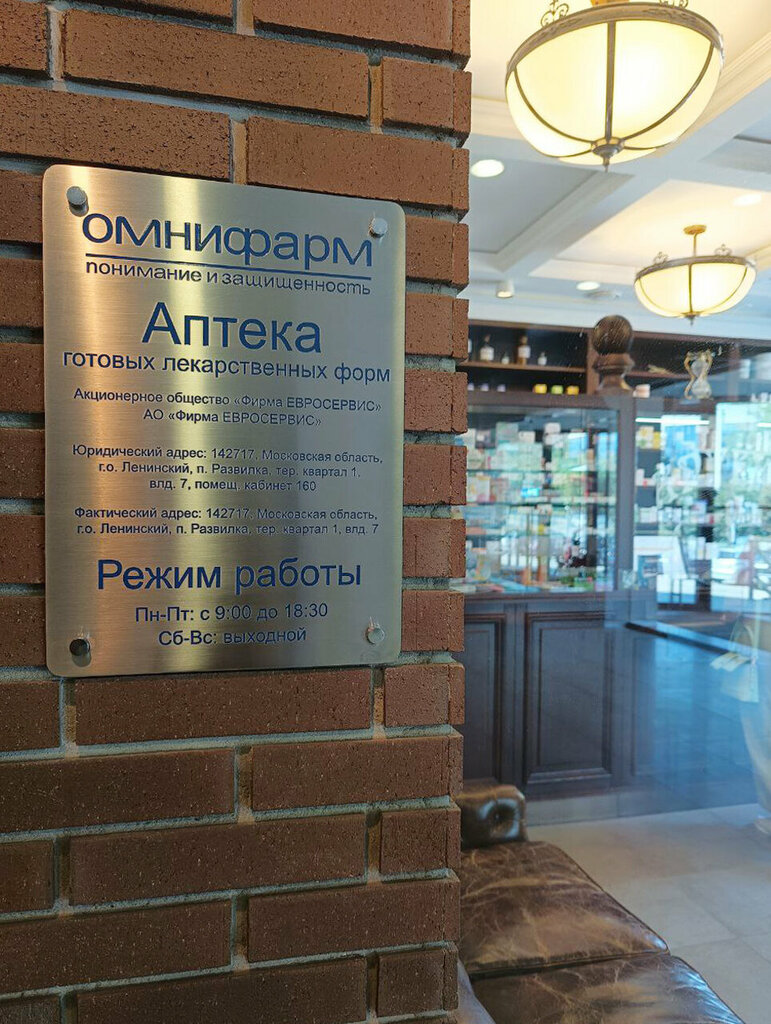 омнифарм
понимание и защищенность
Аптека
готовых лекарственных форм
Акционерное общество «Фирма ЕВРОСЕРВИС»
АО «Фирма ЕВРОСЕРВИС»
Юридический адрес: 142717, Московская область,
г.о. Ленинский, п. Развилка, тер. квартал 1,
влд. 7, помещ. кабинет 160
Фактический адрес: 142717, Московская область,
г.о. Ленинский, п. Развилка, тер. квартал 1, влд. 7
Режим работы
Пн-Пт: с 9:00 до 18:30
Сб-Вс: выходной